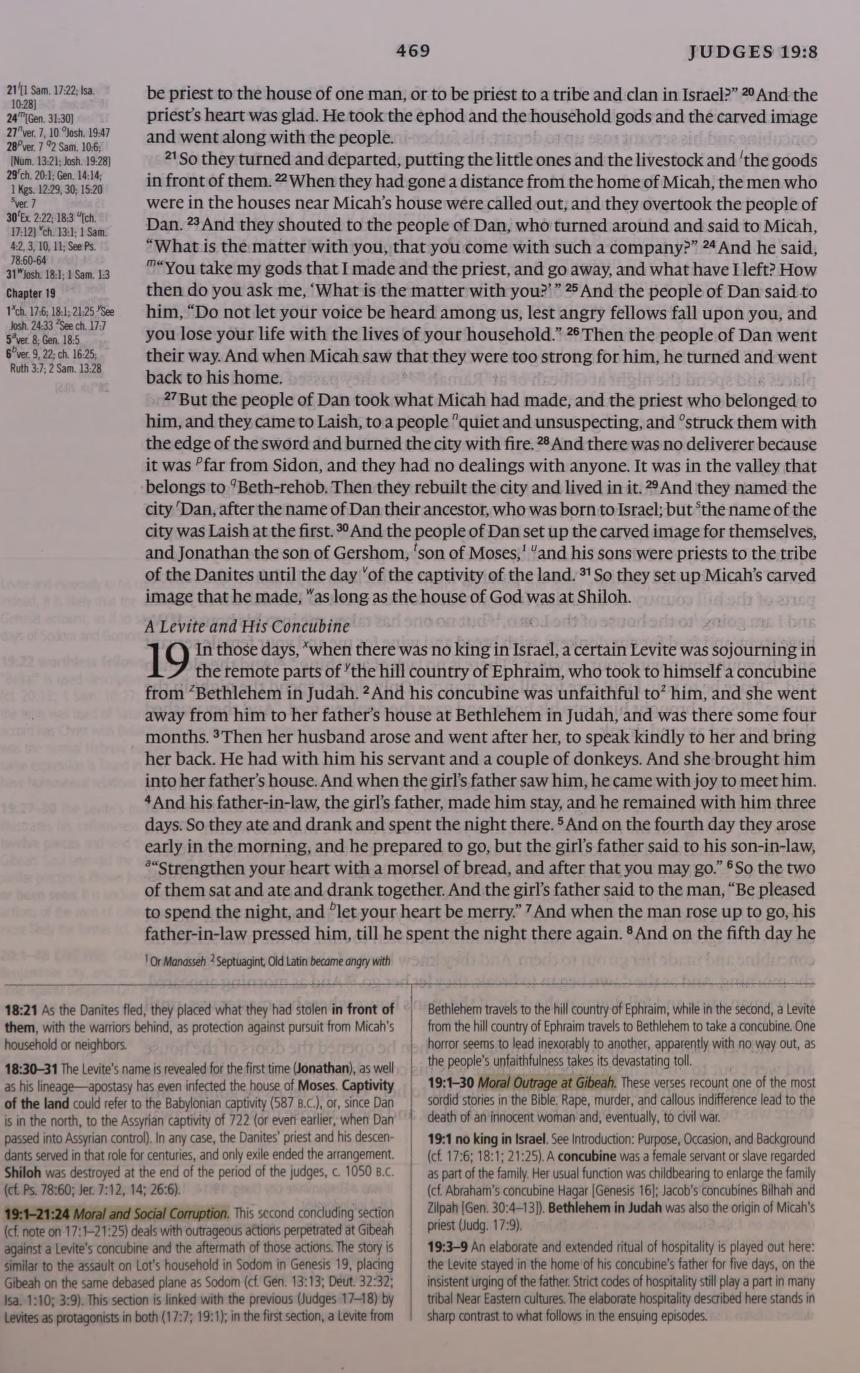 469
JUDGES 19:8
21 l[1 Sam. 17:22; Isa.
10:28]
24 m[Gen. 31:30]
27 n ver. 7, 10 o Josh. 19:47
28 p ver. 7 q 2 Sam. 10:6;
[Num. 13:21; Josh. 19:28]
29 r ch. 20:1; Gen. 14:14;
1 Kgs. 12:29, 30; 15:20
s ver. 7
30 t Ex. 2:22; 18:3 u [ch.
17:12] v ch. 13:1; 1 Sam.
4:2, 3, 10, 11; See Ps.
78:60-64
31 w Josh. 18:1; 1 Sam. 1:3
Chapter 19
1 x ch. 17:6; 18:1; 21:25 y See
Josh. 24:33 z See ch. 17:7
5 a ver. 8; Gen. 18:5
6 b ver. 9, 22; ch. 16:25;
Ruth 3:7; 2 Sam. 13:28
be priest to the house of one man, or to be priest to a tribe and clan in Israel?” 20 And the
priest’s heart was glad. He took the ephod and the household gods and the carved image
and went along with the people.
21 So they turned and departed, putting the little ones and the livestock and l the goods
in front of them. 22 When they had gone a distance from the home of Micah, the men who
were in the houses near Micah’s house were called out, and they overtook the people of
Dan. 23 And they shouted to the people of Dan, who turned around and said to Micah,
“What is the matter with you, that you come with such a company?” 24 And he said,
m “You take my gods that I made and the priest, and go away, and what have I left? How
then do you ask me, ‘What is the matter with you?’” 25 And the people of Dan said to
him, “Do not let your voice be heard among us, lest angry fellows fall upon you, and
you lose your life with the lives of your household.” 26 Then the people of Dan went
their way. And when Micah saw that they were too strong for him, he turned and went
back to his home.
27 But the people of Dan took what Micah had made, and the priest who belonged to
him, and they came to Laish, to a people n quiet and unsuspecting, and o struck them with
the edge of the sword and burned the city with fire. 28 And there was no deliverer because
it was p far from Sidon, and they had no dealings with anyone. It was in the valley that
belongs to q Beth-rehob. Then they rebuilt the city and lived in it. 29 And they named the
city r Dan, after the name of Dan their ancestor, who was born to Israel; but s the name of the
city was Laish at the first. 30 And the people of Dan set up the carved image for themselves,
and Jonathan the son of Gershom, t son of Moses,1 u and his sons were priests to the tribe
of the Danites until the day v of the captivity of the land. 31 So they set up Micah’s carved
image that he made, w as long as the house of God was at Shiloh.
A Levite and His Concubine
19 In those days, x when there was no king in Israel, a certain Levite was sojourning in
the remote parts of y the hill country of Ephraim, who took to himself a concubine
from z Bethlehem in Judah. 2 And his concubine was unfaithful to2 him, and she went
away from him to her father’s house at Bethlehem in Judah, and was there some four
months. 3 Then her husband arose and went after her, to speak kindly to her and bring
her back. He had with him his servant and a couple of donkeys. And she brought him
into her father’s house. And when the girl’s father saw him, he came with joy to meet him.
4 And his father-in-law, the girl’s father, made him stay, and he remained with him three
days. So they ate and drank and spent the night there. 5 And on the fourth day they arose
early in the morning, and he prepared to go, but the girl’s father said to his son-in-law,
a “Strengthen your heart with a morsel of bread, and after that you may go.” 6 So the two
of them sat and ate and drank together. And the girl’s father said to the man, “Be pleased
to spend the night, and b let your heart be merry.” 7 And when the man rose up to go, his
father-in-law pressed him, till he spent the night there again. 8 And on the fifth day he
1 Or Manasseh 2 Septuagint, Old Latin became angry with
18:21 As the Danites fled, they placed what they had stolen in front of
them, with the warriors behind, as protection against pursuit from Micah’s
household or neighbors.
18:30–31 The Levite’s name is revealed for the first time (Jonathan), as well
as his lineage—apostasy has even infected the house of Moses. Captivity
of the land could refer to the Babylonian captivity (587 B.C.), or, since Dan
is in the north, to the Assyrian captivity of 722 (or even earlier, when Dan
passed into Assyrian control). In any case, the Danites’ priest and his descen-
dants served in that role for centuries, and only exile ended the arrangement.
Shiloh was destroyed at the end of the period of the judges, c. 1050 B.C.
(cf. Ps. 78:60; Jer. 7:12, 14; 26:6).
19:1–21:24 Moral and Social Corruption. This second concluding section
(cf. note on 17:1–21:25) deals with outrageous actions perpetrated at Gibeah
against a Levite’s concubine and the aftermath of those actions. The story is
similar to the assault on Lot’s household in Sodom in Genesis 19, placing
Gibeah on the same debased plane as Sodom (cf. Gen. 13:13; Deut. 32:32;
Isa. 1:10; 3:9). This section is linked with the previous (Judges 17–18) by
Levites as protagonists in both (17:7; 19:1); in the first section, a Levite from
Bethlehem travels to the hill country of Ephraim, while in the second, a Levite
from the hill country of Ephraim travels to Bethlehem to take a concubine. One
horror seems to lead inexorably to another, apparently with no way out, as
the people’s unfaithfulness takes its devastating toll.
19:1–30 Moral Outrage at Gibeah. These verses recount one of the most
sordid stories in the Bible. Rape, murder, and callous indifference lead to the
death of an innocent woman and, eventually, to civil war.
19:1 no king in Israel. See Introduction: Purpose, Occasion, and Background
(cf. 17:6; 18:1; 21:25). A concubine was a female servant or slave regarded
as part of the family. Her usual function was childbearing to enlarge the family
(cf. Abraham’s concubine Hagar [Genesis 16]; Jacob’s concubines Bilhah and
Zilpah [Gen. 30:4–13]). Bethlehem in Judah was also the origin of Micah’s
priest (Judg. 17:9).
19:3–9 An elaborate and extended ritual of hospitality is played out here:
the Levite stayed in the home of his concubine’s father for five days, on the
insistent urging of the father. Strict codes of hospitality still play a part in many
tribal Near Eastern cultures. The elaborate hospitality described here stands in
sharp contrast to what follows in the ensuing episodes.